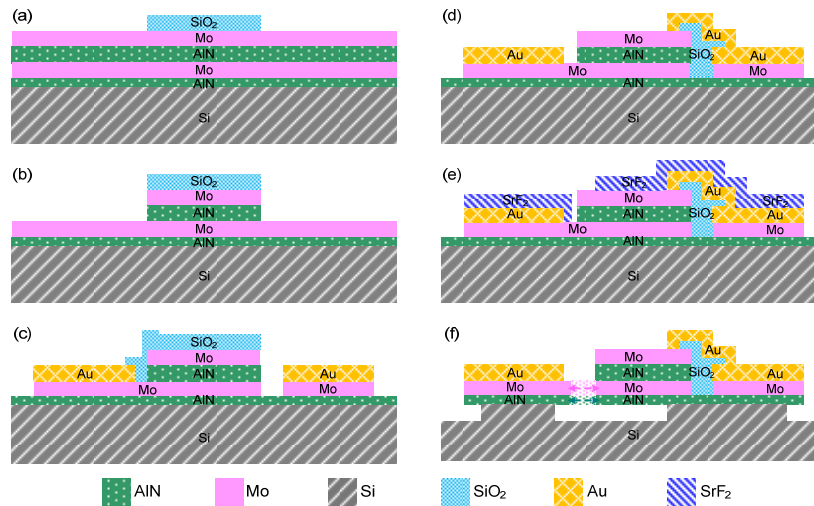 (a)
SiO₂
Mo
AlN
Mo
AlN
Si
(b)
SiO₂
Mo
AlN
Mo
AlN
Si
(c)
SiO₂
Mo
Au
AlN
Au
Mo
Mo
AlN
Si
(d)
Mo
Au
Au
AlN
SiO₂
Au
Mo
Mo
AlN
Si
(e)
SrF₂
SrF₂
Au
SrF₂
Mo
Au
AlN
SiO₂
Au
Mo
Mo
AlN
Si
(f)
Au
Mo
Au
AlN
SiO₂
Au
Mo
Mo
Mo
AlN
AlN
Si
AlN
Mo
Si
SiO₂
Au
SrF₂